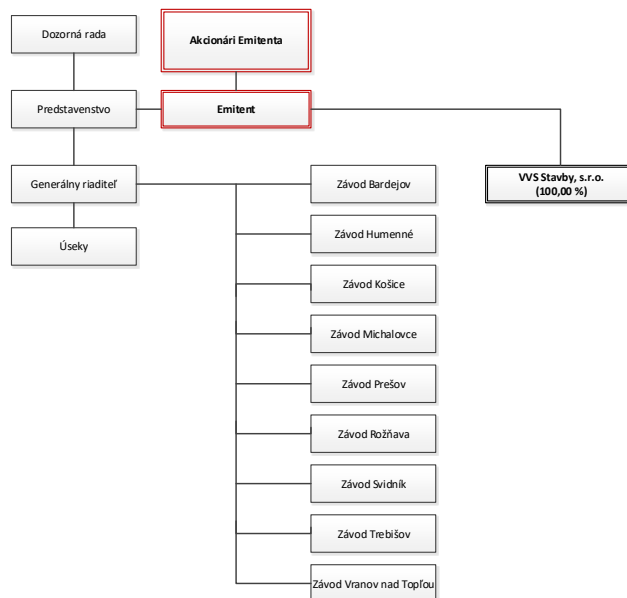 Dozorná rada
Akcionári Emitenta
Predstavenstvo
Emitent
Generálny riaditeľ
Závod Bardejov
VVS Stavby, s.r.o.
(100,00 %)
Úseky
Závod Humenné
Závod Košice
Závod Michalovce
Závod Prešov
Závod Rožňava
Závod Svidník
Závod Trebišov
Závod Vranov nad Topľou